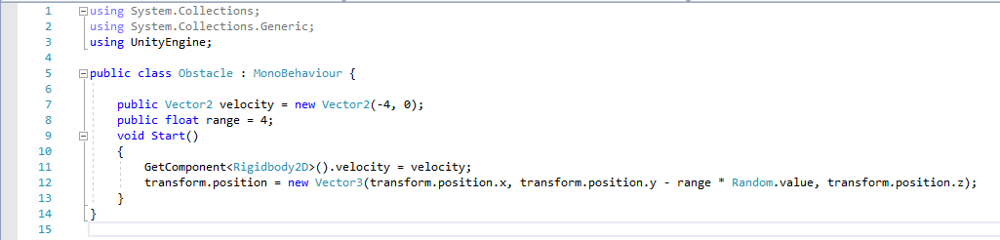 1 using System.Collections;
2 using System.Collections.Generic;
3 using UnityEngine;
4
5 public class Obstacle : MonoBehaviour {
6
7 public Vector2 velocity = new Vector2(-4, 0);
8 public float range = 4;
9 void Start()
10 {
11 GetComponent<Rigidbody2D>().velocity = velocity;
12 transform.position = new Vector3(transform.position.x, transform.position.y - range * Random.value, transform.position.z);
13 }
14 }
15